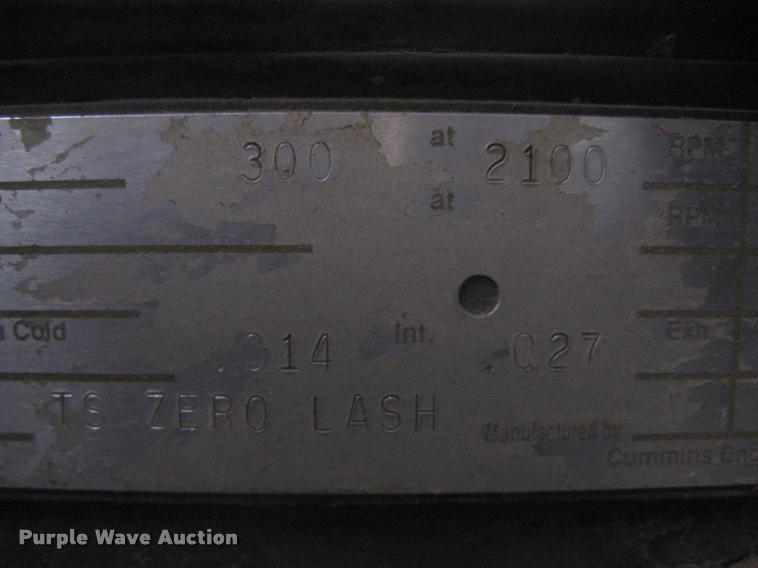 300 at 2100 RPM
at RPM
Cold .014 Int. .027 Exh.
TS ZERO LASH
Manufactured by
Cummins Eng
Purple Wave Auction